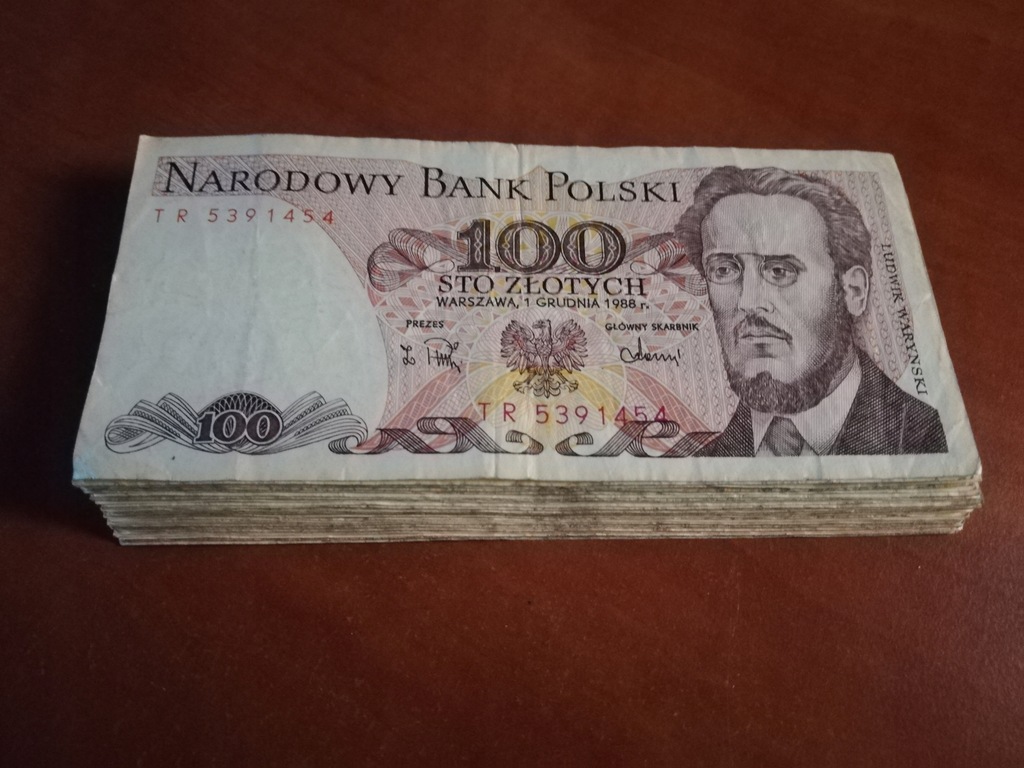 NARODOWY BANK POLSKI
TR 5391454
100
STO ZŁOTYCH
WARSZAWA, 1 GRUDNIA 1988 r.
PREZES
GŁÓWNY SKARBNIK
TR 5391454
100
LUDWIK WARYŃSKI